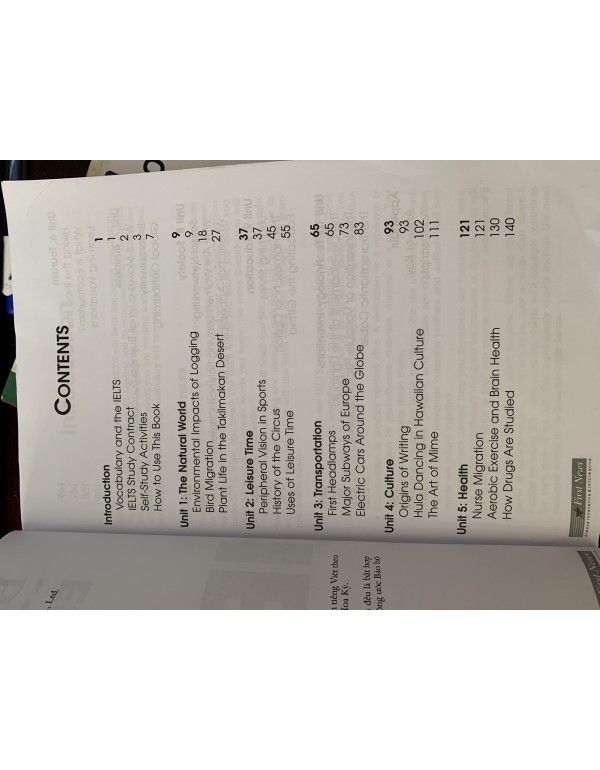 CONTENTS
Introduction 1
Vocabulary and the IELTS 1
IELTS Study Contract 2
Self-Study Activities 3
How to Use This Book 7
Unit 1: The Natural World 9
Environmental Impacts of Logging 9
Bird Migration 18
Plant Life in the Taklimakan Desert 27
Unit 2: Leisure Time 37
Peripheral Vision in Sports 37
History of the Circus 45
Uses of Leisure Time 55
Unit 3: Transportation 65
First Headlamps 65
Major Subways of Europe 73
Electric Cars Around the Globe 83
Unit 4: Culture 93
Origins of Writing 93
Hula Dancing in Hawaiian Culture 102
The Art of Mime 111
Unit 5: Health 121
Nurse Migration 121
Aerobic Exercise and Brain Health 130
How Drugs Are Studied 140
First News
Ltd.
tiếng Việt theo
Hoa Kỳ.
đều là bất hợp
ông ước Bảo hộ